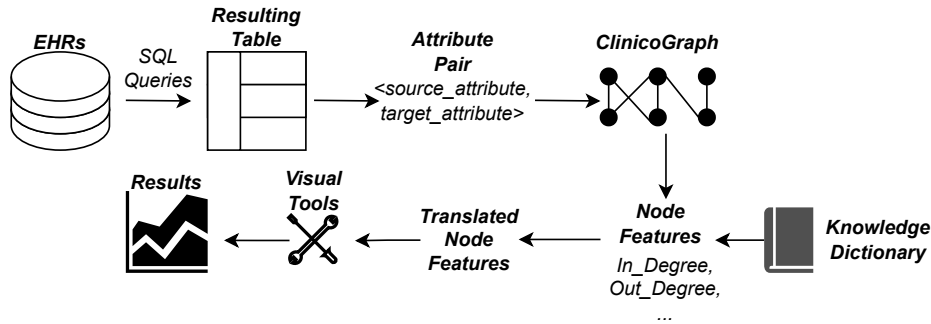 EHRs
SQL
Queries
Resulting
Table
Attribute
Pair
<source_attribute,
target_attribute>
ClinicoGraph
Results
Visual
Tools
Translated
Node
Features
Node
Features
In_Degree,
Out_Degree,
...
Knowledge
Dictionary